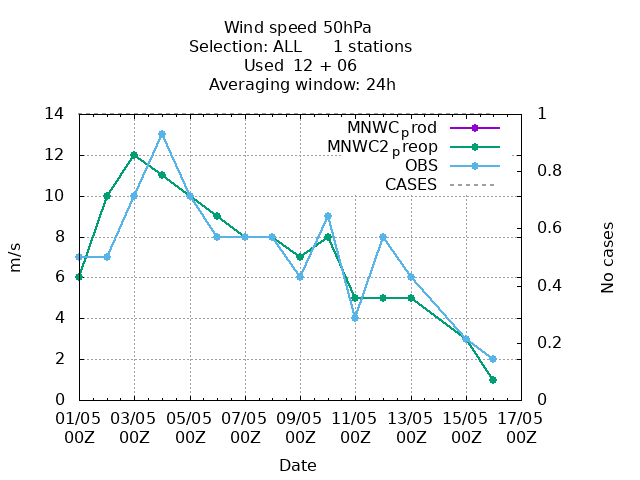 Wind speed 50hPa
Selection: ALL 1 stations
Used 12 + 06
Averaging window: 24h
14 1
MNWCprod
MNWC2preop
12
OBS
0.8
CASES
10
0.6
8
m/s
No cases
6
0.4
4
0.2
2
0 0
01/05 03/05 05/05 07/05 09/05 11/05 13/05 15/05 17/05
00Z 00Z 00Z 00Z 00Z 00Z 00Z 00Z 00Z
Date